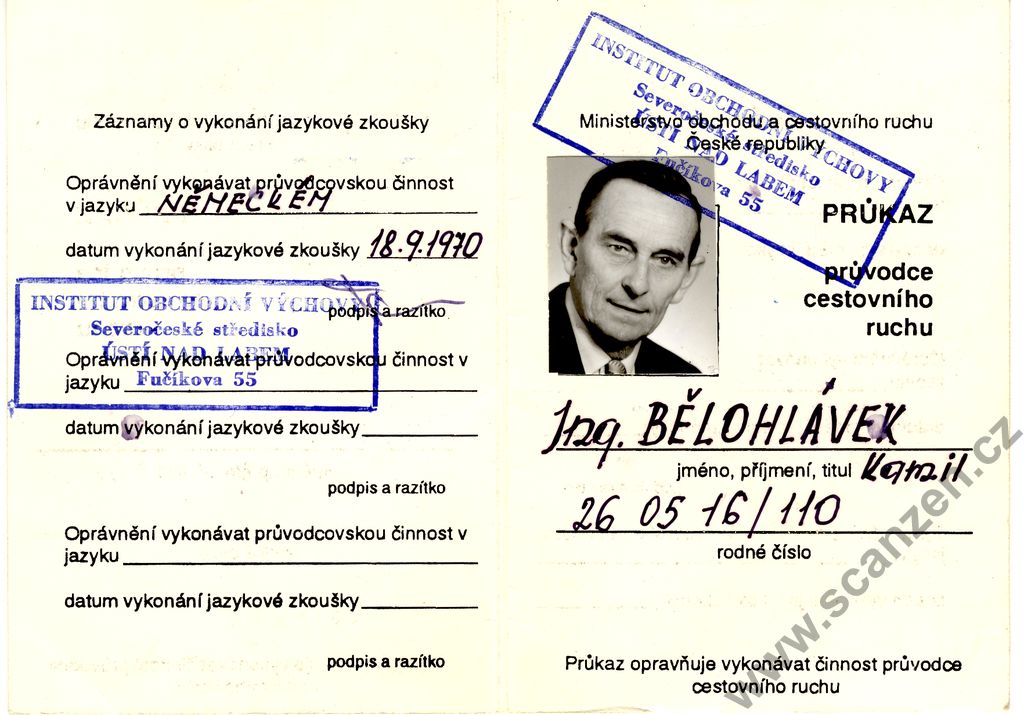 Záznamy o vykonání jazykové zkoušky
Oprávnění vykonávat průvodcovskou činnost
v jazyku NĚMECKÉM
datum vykonání jazykové zkoušky 18.9.1970
podpis a razítko
INSTITUT OBCHODNÍ VÝCHOVY
Severočeské středisko
ÚSTÍ NAD LABEM
Fučíkova 55
Oprávnění vykonávat průvodcovskou činnost v
jazyku
datum vykonání jazykové zkoušky
podpis a razítko
Oprávnění vykonávat průvodcovskou činnost v
jazyku
datum vykonání jazykové zkoušky
podpis a razítko
INSTITUT OBCHODNÍ VÝCHOVY
Severočeské středisko
ÚSTÍ NAD LABEM
Fučíkova 55
Ministerstvo obchodu a cestovního ruchu
České republiky
PRŮKAZ
průvodce
cestovního
ruchu
Ing. BĚLOHLÁVEK
jméno, příjmení, titul Kamil
26 05 16/110
rodné číslo
Průkaz opravňuje vykonávat činnost průvodce
cestovního ruchu
www.scanzen.cz